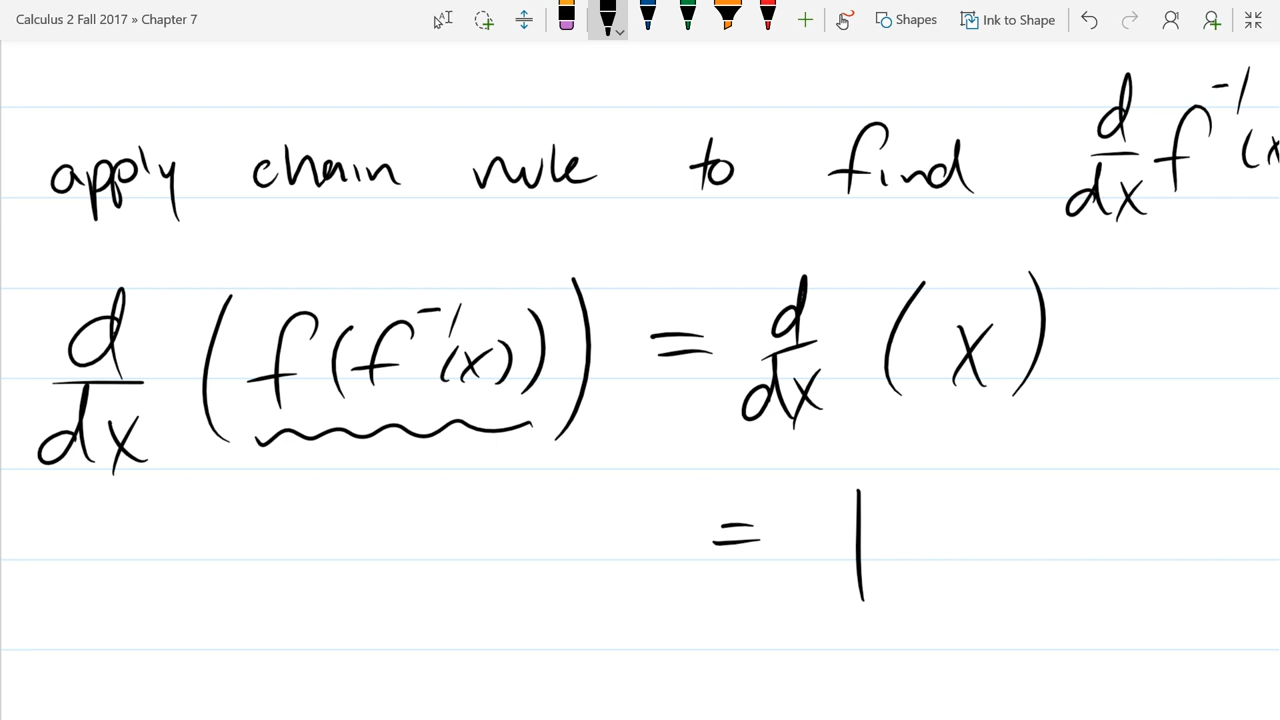 Calculus 2 Fall 2017 » Chapter 7
Shapes
Ink to Shape
apply chain rule to find d/dx f⁻¹(x
d/dx (f(f⁻¹(x))) = d/dx (x)
= 1